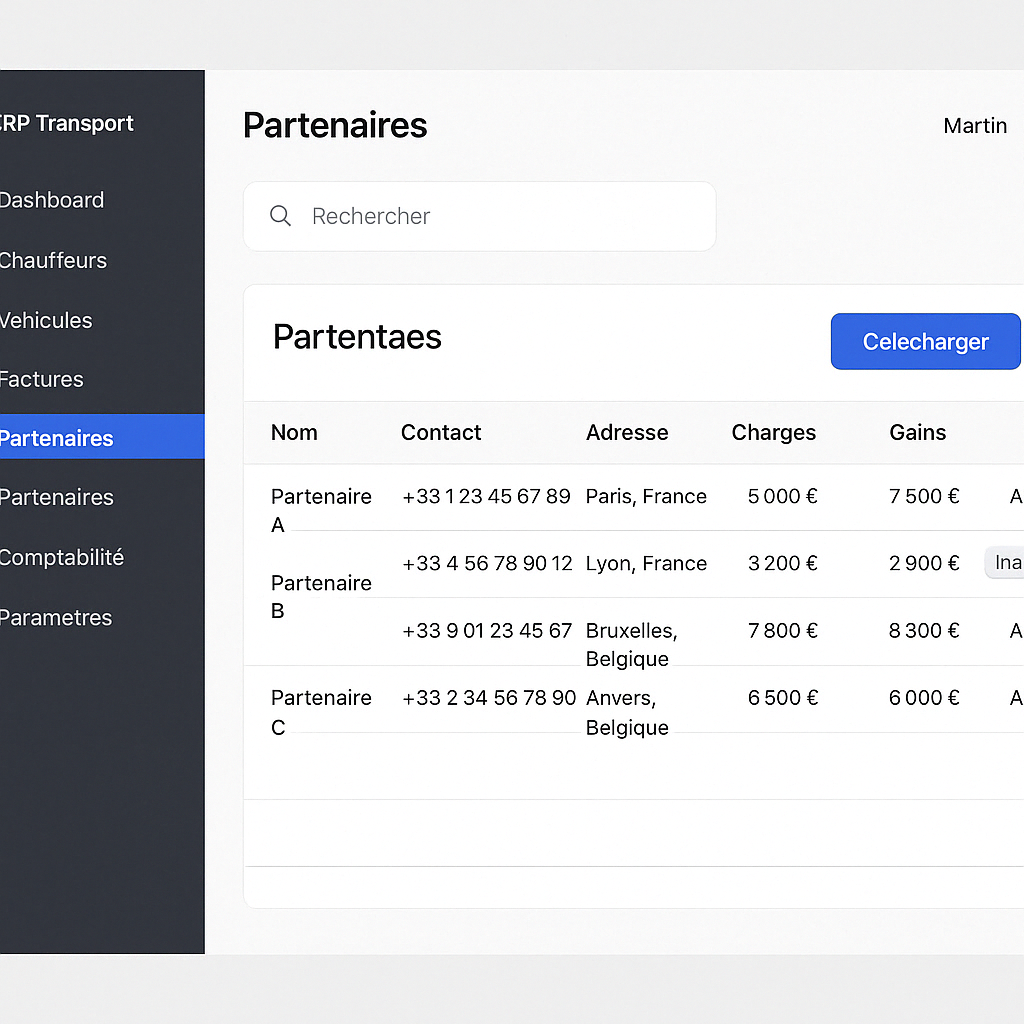 RP Transport
Martin
Dashboard
Chauffeurs
Vehicules
Factures
Partenaires
Partenaires
Comptabilité
Parametres
Partenaires
Rechercher
Partentaes
Celecharger
Nom Contact Adresse Charges Gains
Partenaire +33 1 23 45 67 89 Paris, France 5 000 € 7 500 € A
A
+33 4 56 78 90 12 Lyon, France 3 200 € 2 900 € Ina
Partenaire
B
+33 9 01 23 45 67 Bruxelles, 7 800 € 8 300 € A
Belgique
Partenaire +33 2 34 56 78 90 Anvers, 6 500 € 6 000 € A
C Belgique